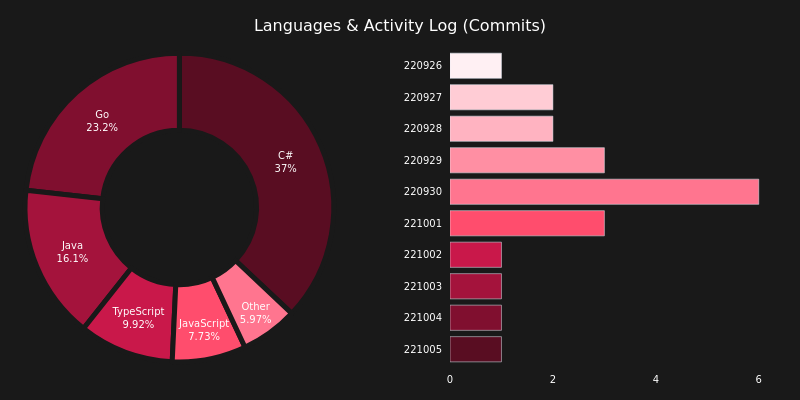 Languages & Activity Log (Commits)
Go
23.2%
C#
37%
Java
16.1%
TypeScript
9.92%
JavaScript
7.73%
Other
5.97%
220926
220927
220928
220929
220930
221001
221002
221003
221004
221005
0 2 4 6